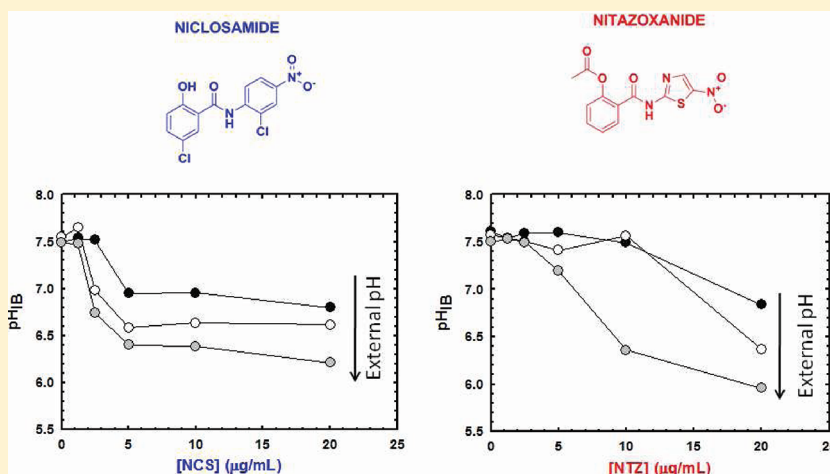 NICLOSAMIDE
OH
O
N
H
Cl
Cl
N+
O
O-
8.0
7.5
7.0
6.5
6.0
5.5
pHIB
0
5
10
15
20
25
[NCS] (µg/mL)
External pH
NITAZOXANIDE
O
O
O
NH
N
S
N+
O
O-
8.0
7.5
7.0
6.5
6.0
5.5
pHIB
0
5
10
15
20
25
[NTZ] (µg/mL)
External pH